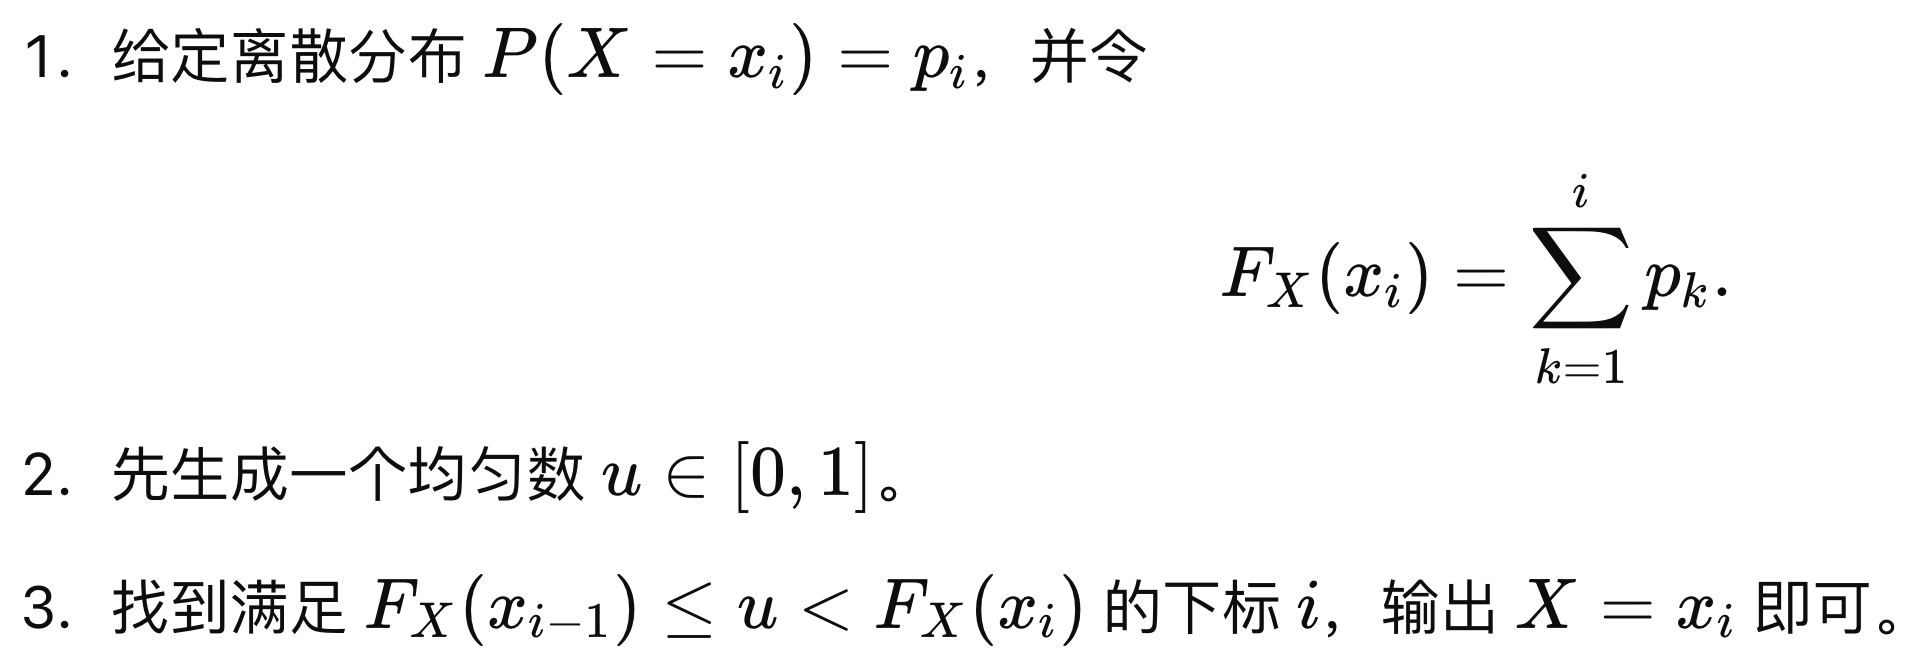 1. 给定离散分布 $P(X = x_i) = p_i$，并令
$F_X(x_i) = \sum_{k=1}^{i} p_k.$
2. 先生成一个均匀数 $u \in [0, 1]$。
3. 找到满足 $F_X(x_{i-1}) \leq u < F_X(x_i)$ 的下标 $i$，输出 $X = x_i$ 即可。